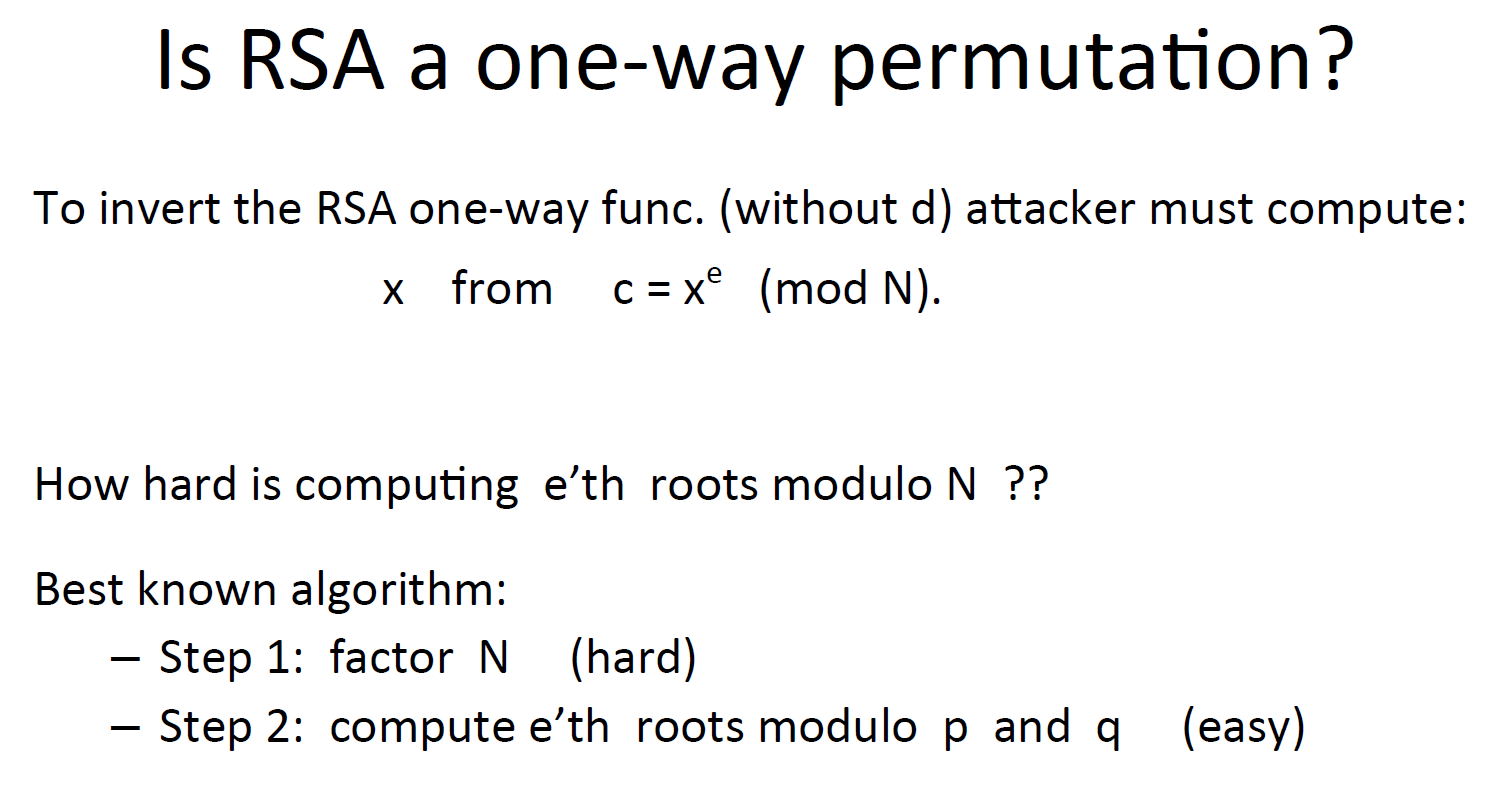 Is RSA a one-way permutation?
To invert the RSA one-way func. (without d) attacker must compute:
x from c = xᵉ (mod N).
How hard is computing e’th roots modulo N ??
Best known algorithm:
– Step 1: factor N (hard)
– Step 2: compute e’th roots modulo p and q (easy)